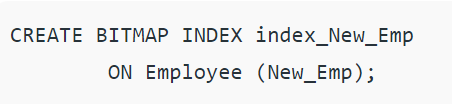 CREATE BITMAP INDEX index_New_Emp
ON Employee (New_Emp);